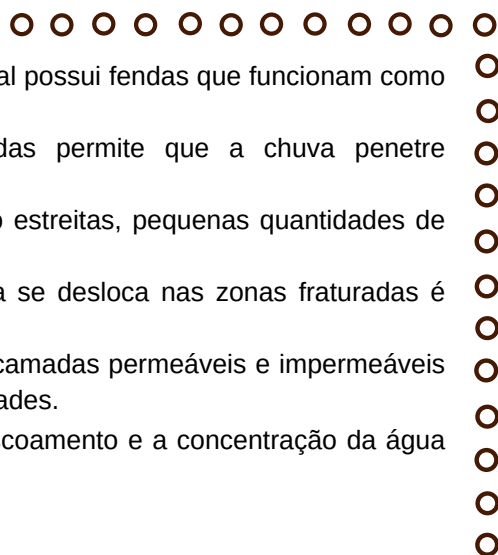 al possui fendas que funcionam como
das permite que a chuva penetre
o estreitas, pequenas quantidades de
a se desloca nas zonas fraturadas é
camadas permeáveis e impermeáveis
ades.
coamento e a concentração da água